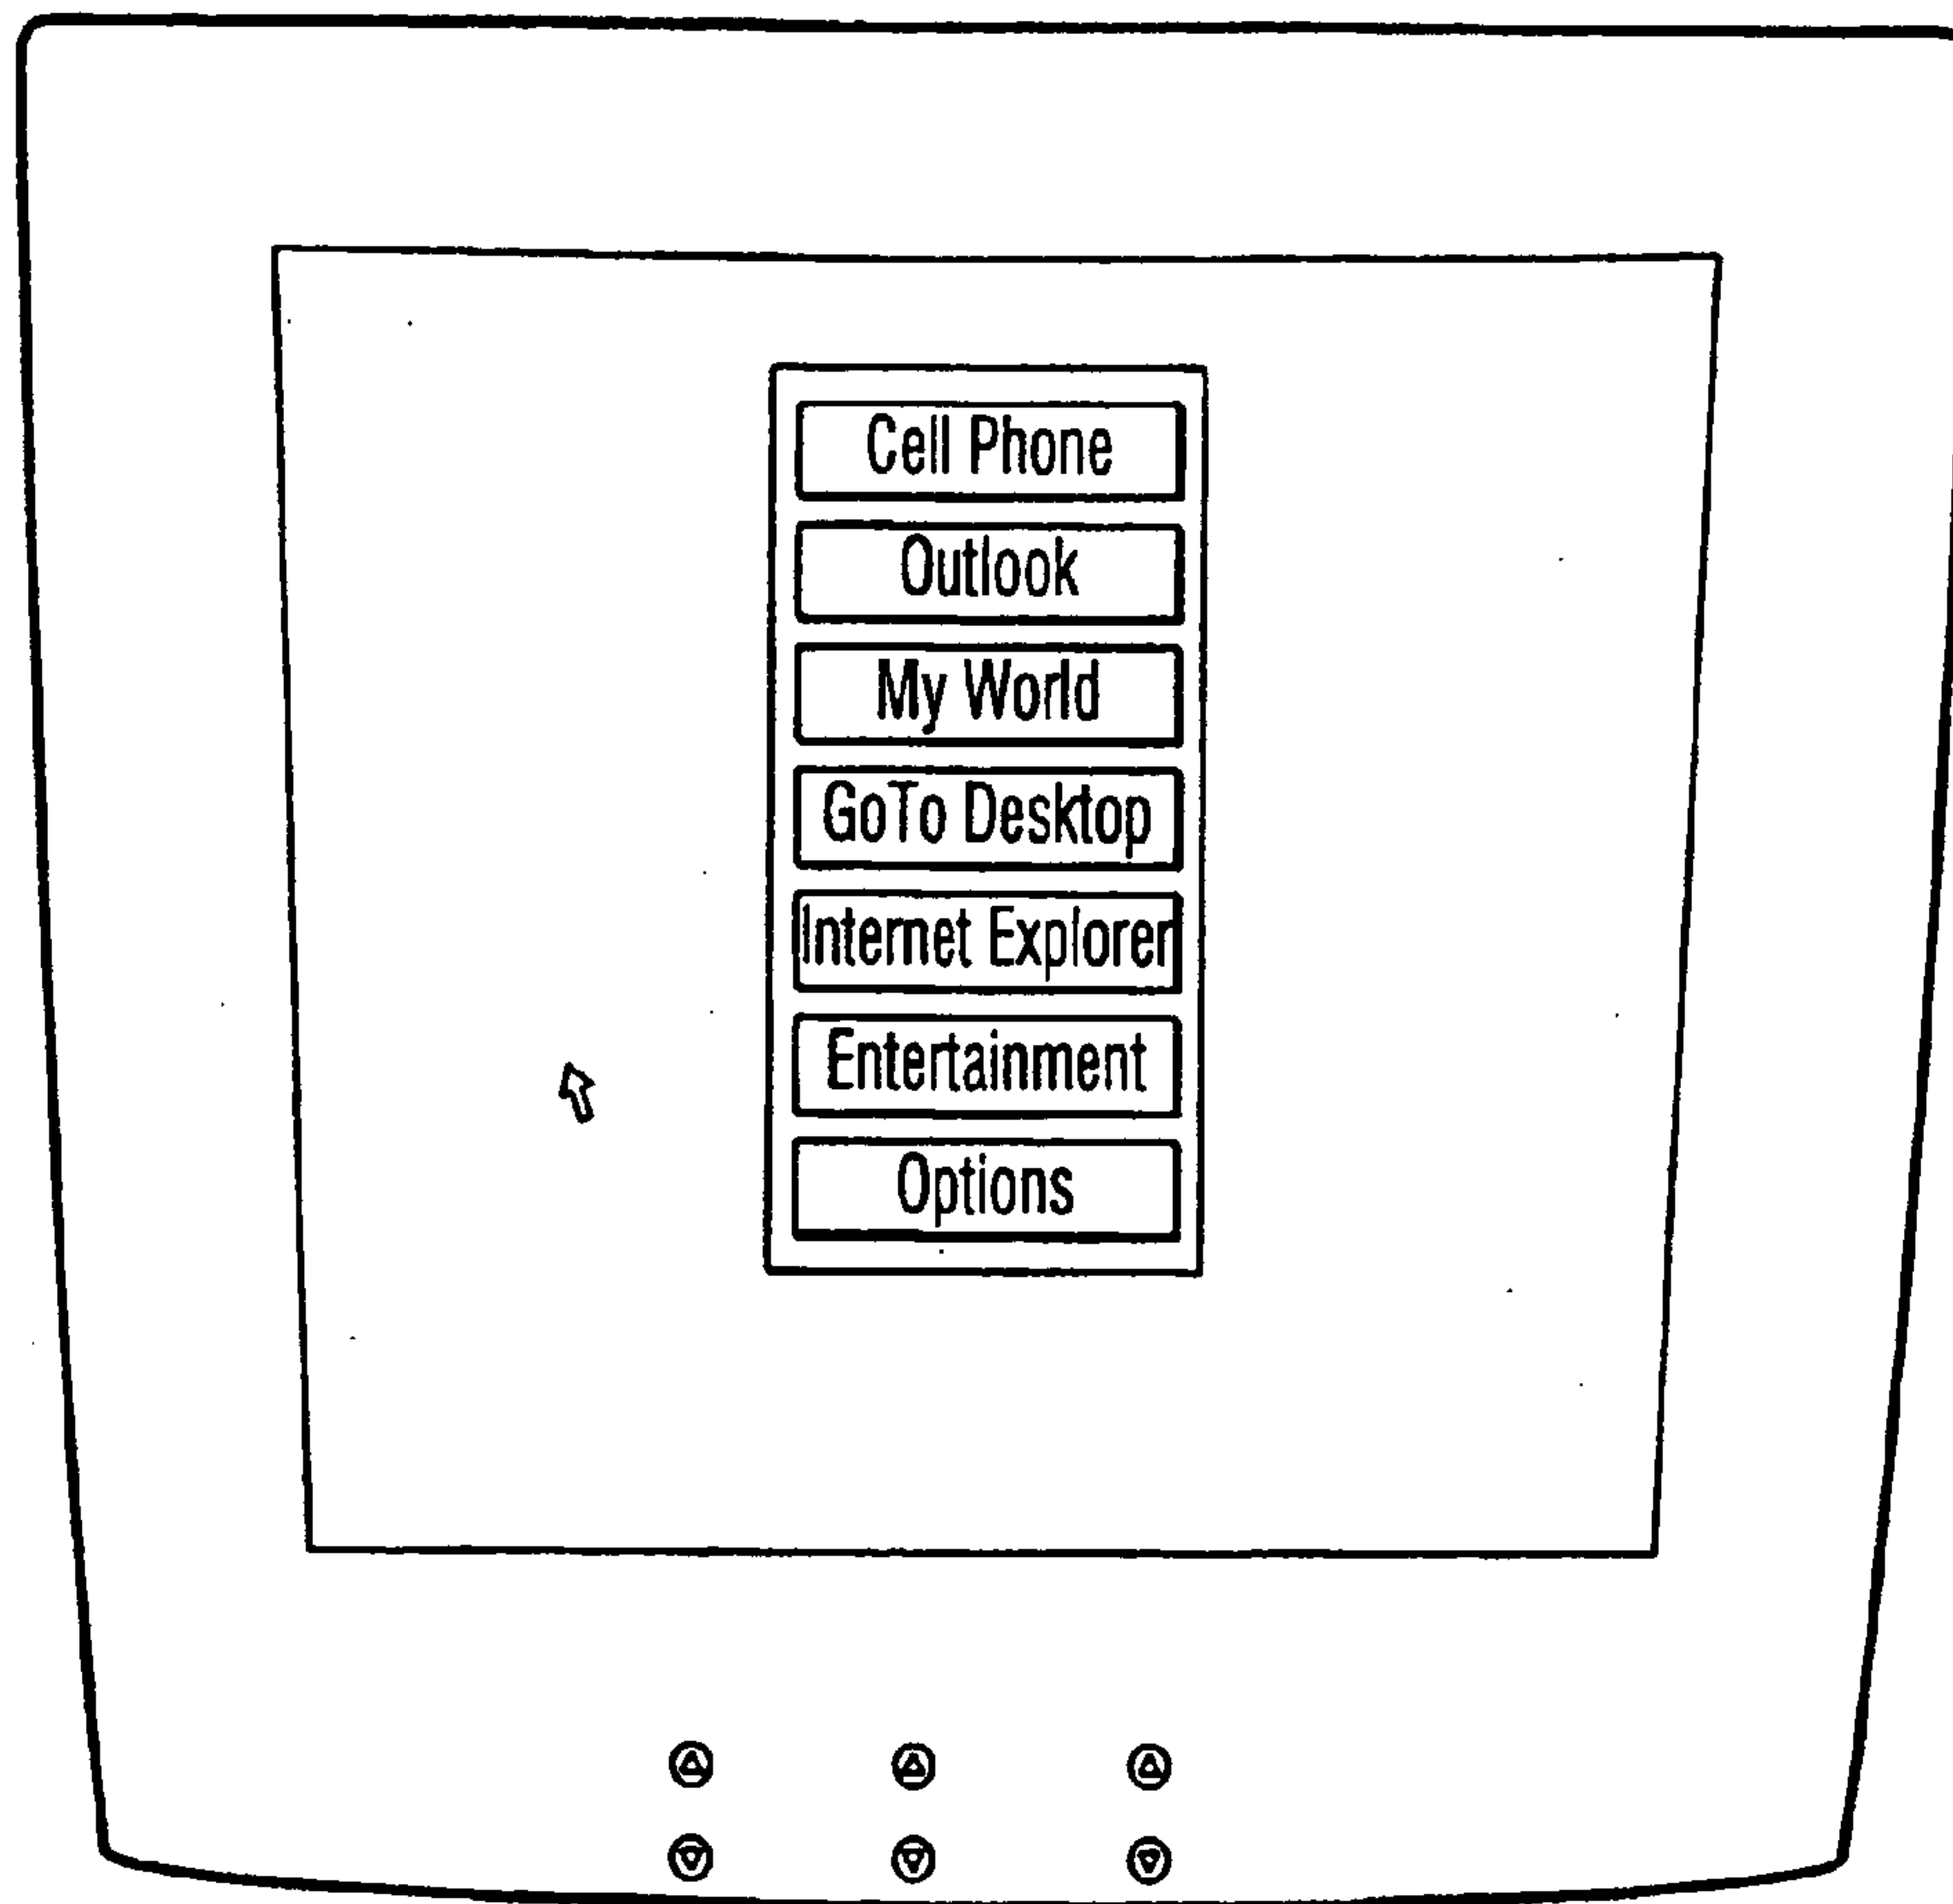 Cell Phone
Outlook
My World
GoTo Desktop
Internet Explorer
Entertainment
Options